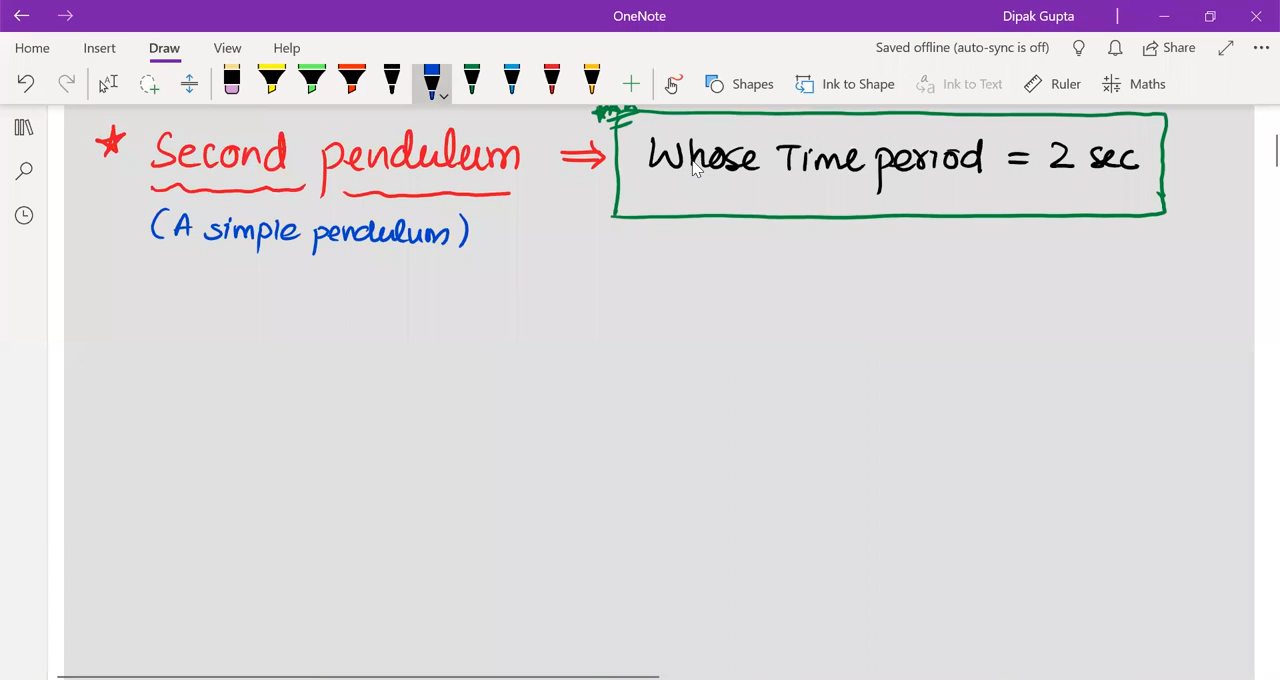 OneNote
Dipak Gupta
Home Insert Draw View Help
Saved offline (auto-sync is off)
Share
Shapes
Ink to Shape
Ink to Text
Ruler
Maths
Second pendulum ⇒ Whose Time period = 2 sec
(A simple pendulum)